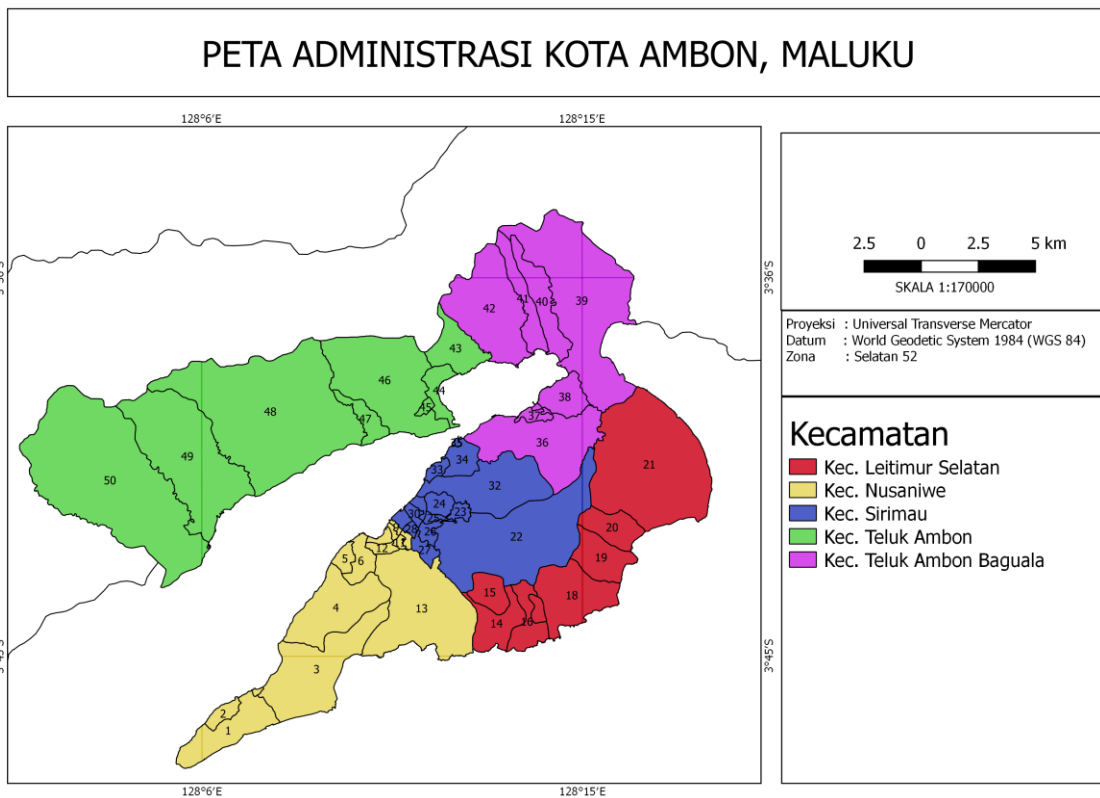 PETA ADMINISTRASI KOTA AMBON, MALUKU
128°6'E 128°15'E
2.5 0 2.5 5 km
SKALA 1:170000
3°36'S
Proyeksi : Universal Transverse Mercator
Datum : World Geodetic System 1984 (WGS 84)
Zona : Selatan 52
Kecamatan
Kec. Leitimur Selatan
Kec. Nusaniwe
Kec. Sirimau
Kec. Teluk Ambon
Kec. Teluk Ambon Baguala
42 41 40 39
43
46 44 38
45 37
48 47
49 36
50 35 34 33 32 21
30 24 23
22 20
28 26 27
12 5 6 19
4 13 15 18
14 16
3
2
1
3°45'S
128°6'E 128°15'E